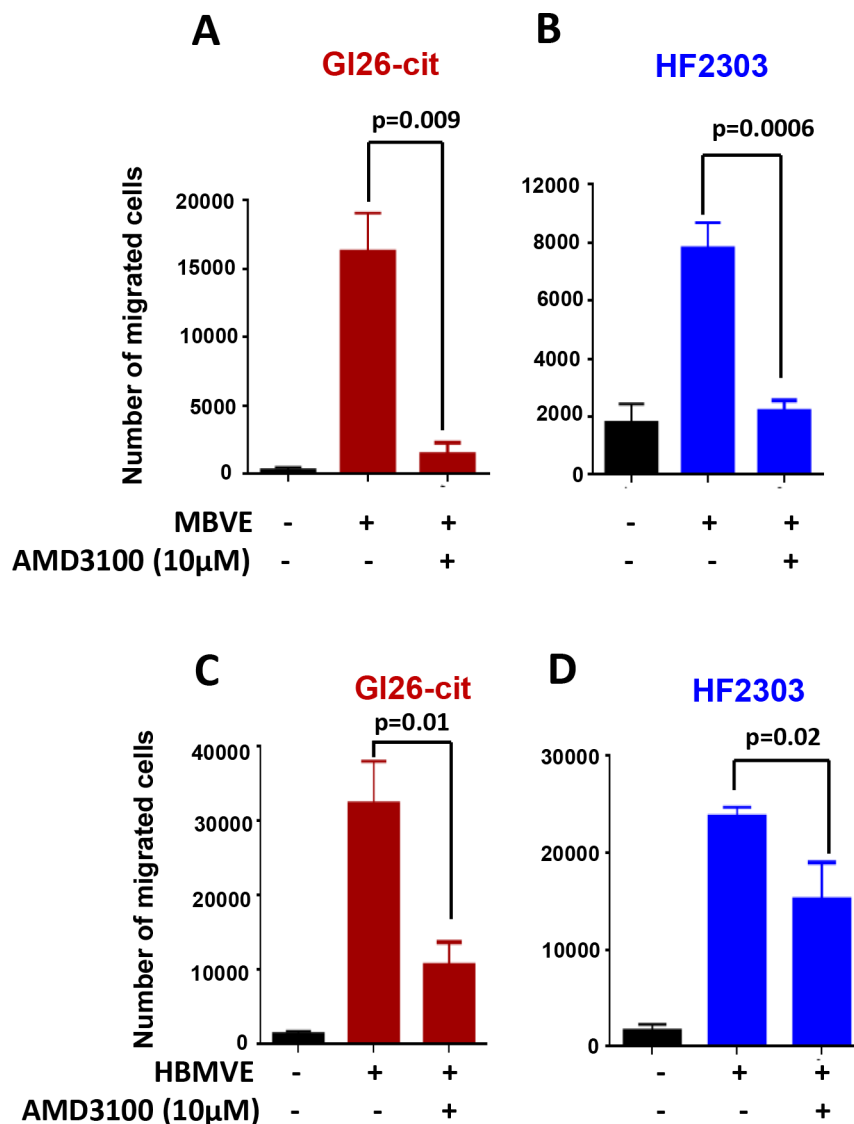 A
B
Gl26-cit
HF2303
p=0.009
p=0.0006
Number of migrated cells
20000
15000
10000
5000
0
12000
10000
8000
6000
4000
2000
0
MBVE - + + - + +
AMD3100 (10µM) - - + - - +
C
D
Gl26-cit
HF2303
p=0.01
p=0.02
Number of migrated cells
40000
30000
20000
10000
0
30000
20000
10000
0
HBMVE - + + - + +
AMD3100 (10µM) - - + - - +